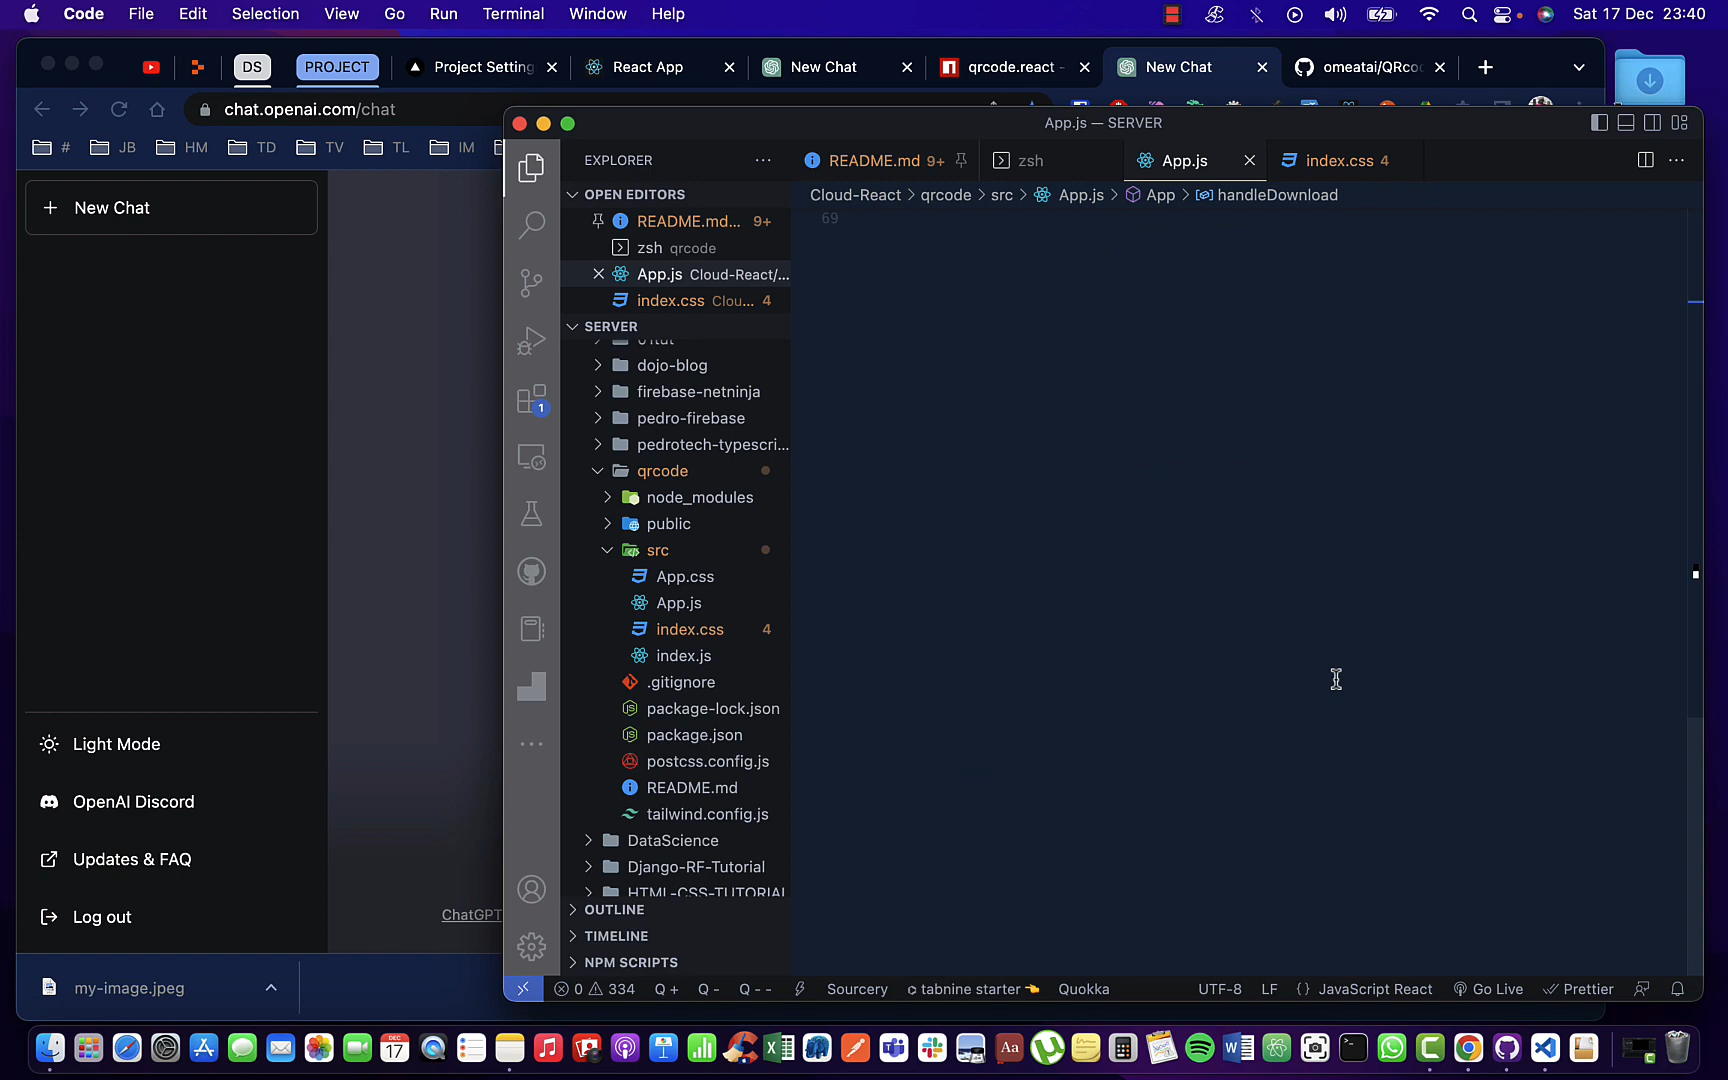 Code File Edit Selection View Go Run Terminal Window Help Sat 17 Dec 23:40
DS PROJECT Project Setting React App New Chat qrcode.react - New Chat omeatai/QRco
chat.openai.com/chat
# JB HM TD TV TL IM
App.js — SERVER
New Chat
EXPLORER
README.md 9+ zsh App.js index.css 4
OPEN EDITORS
Cloud-React > qrcode > src > App.js > App > handleDownload
69
README.md... 9+
zsh qrcode
App.js Cloud-React/...
index.css Clou... 4
SERVER
dojo-blog
firebase-netninja
pedro-firebase
pedrotech-typescri...
qrcode
node_modules
public
src
App.css
App.js
index.css 4
index.js
.gitignore
package-lock.json
package.json
postcss.config.js
README.md
tailwind.config.js
DataScience
Django-RF-Tutorial
HTML-CSS-TUTORIAL
OUTLINE
TIMELINE
NPM SCRIPTS
1
Light Mode
OpenAI Discord
Updates & FAQ
Log out
ChatGPT
my-image.jpeg
0 334 Q + Q - Q - - Sourcery tabnine starter Quokka UTF-8 LF {} JavaScript React Go Live Prettier
DEC
17
Aa